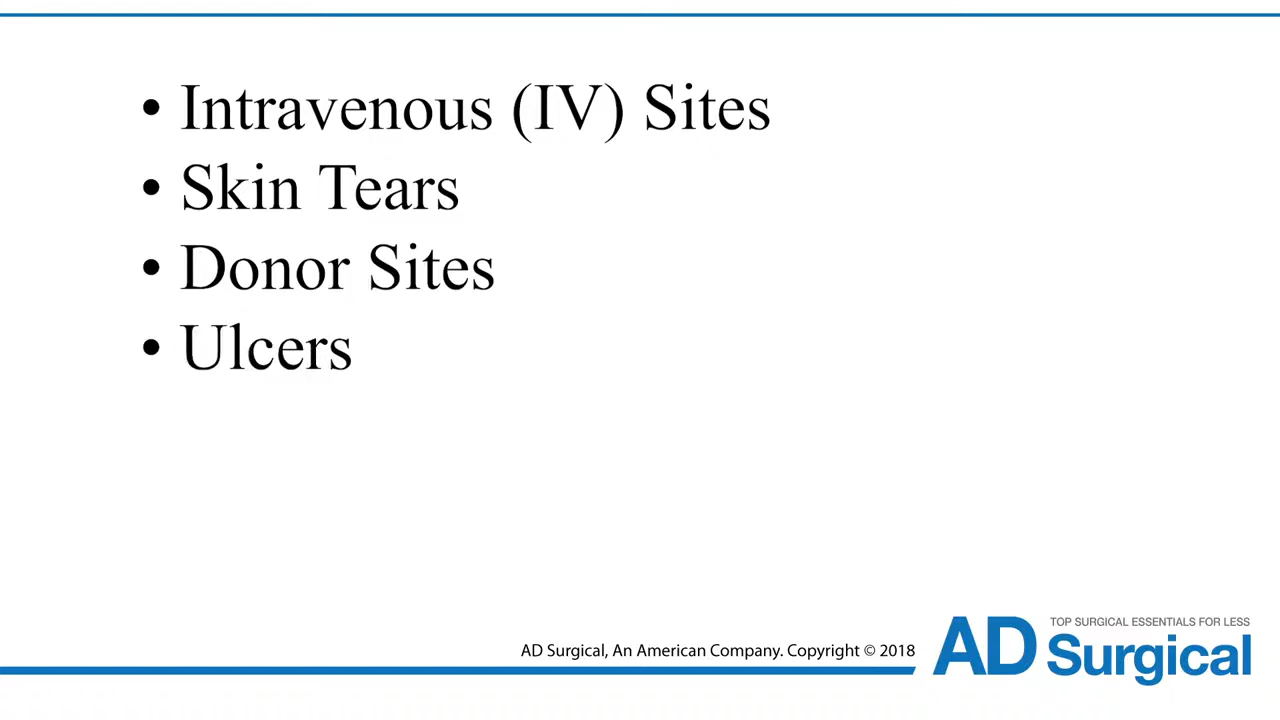 • Intravenous (IV) Sites
• Skin Tears
• Donor Sites
• Ulcers
TOP SURGICAL ESSENTIALS FOR LESS
AD Surgical, An American Company. Copyright © 2018
AD Surgical